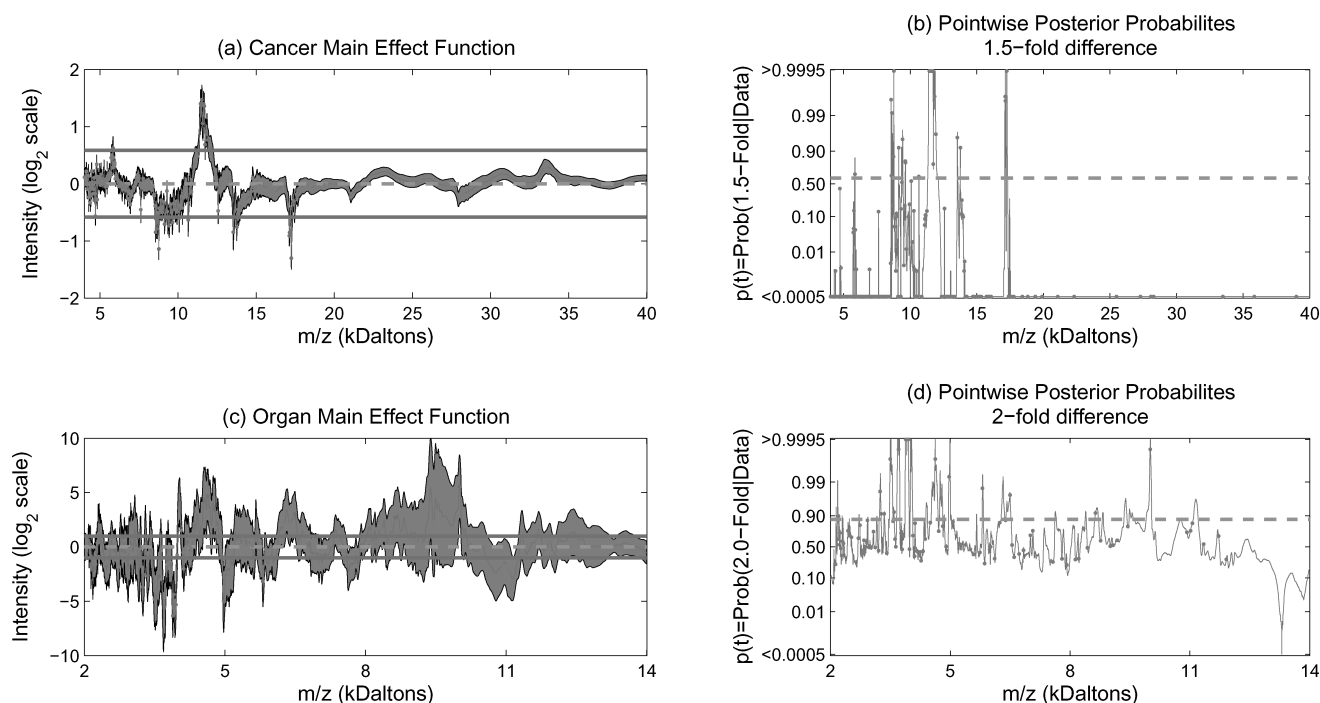 (a) Cancer Main Effect Function
2
1
0
−1
−2
Intensity (log2 scale)
5 10 15 20 25 30 35 40
m/z (kDaltons)
(b) Pointwise Posterior Probabilites
1.5−fold difference
>0.9995
0.99
0.90
0.50
0.10
0.01
<0.0005
p(t)=Prob(1.5−Fold|Data)
5 10 15 20 25 30 35 40
m/z (kDaltons)
(c) Organ Main Effect Function
10
5
0
−5
−10
Intensity (log2 scale)
2 5 8 11 14
m/z (kDaltons)
(d) Pointwise Posterior Probabilites
2−fold difference
>0.9995
0.99
0.90
0.50
0.10
0.01
<0.0005
p(t)=Prob(2.0−Fold|Data)
2 5 8 11 14
m/z (kDaltons)